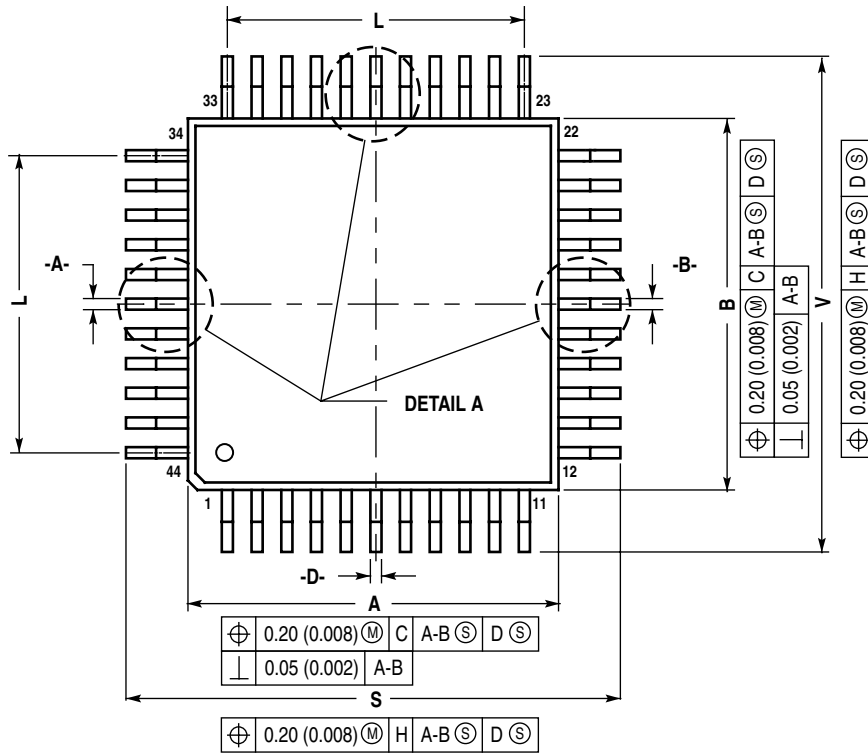 L
33
23
34
22
-A-
-B-
L
B
V
⌖ 0.20 (0.008) Ⓜ C A-B Ⓢ D Ⓢ
⊥ 0.05 (0.002) A-B
⌖ 0.20 (0.008) Ⓜ H A-B Ⓢ D Ⓢ
DETAIL A
44
12
1
11
-D-
A
⌖ 0.20 (0.008) Ⓜ C A-B Ⓢ D Ⓢ
⊥ 0.05 (0.002) A-B
S
⌖ 0.20 (0.008) Ⓜ H A-B Ⓢ D Ⓢ